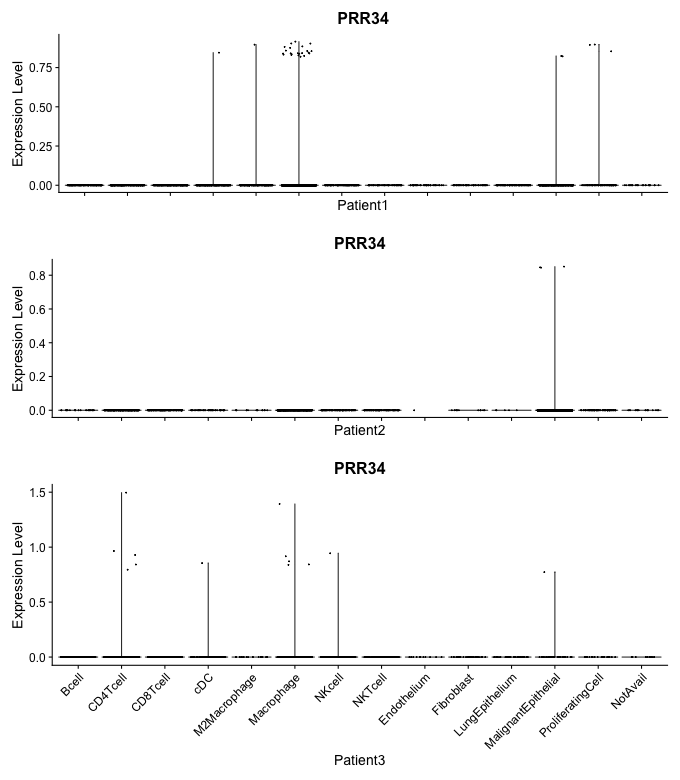 PRR34
Expression Level
0.75
0.50
0.25
0.00
Patient1
PRR34
Expression Level
0.8
0.6
0.4
0.2
0.0
Patient2
PRR34
Expression Level
1.5
1.0
0.5
0.0
Bcell
CD4Tcell
CD8Tcell
cDC
M2Macrophage
Macrophage
NKcell
NKTcell
Endothelium
Fibroblast
LungEpithelium
MalignantEpithelial
ProliferatingCell
NotAvail
Patient3